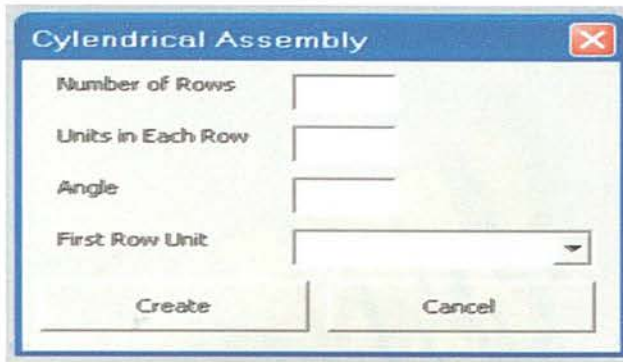 Cylendrical Assembly
Number of Rows
Units in Each Row
Angle
First Row Unit
Create Cancel